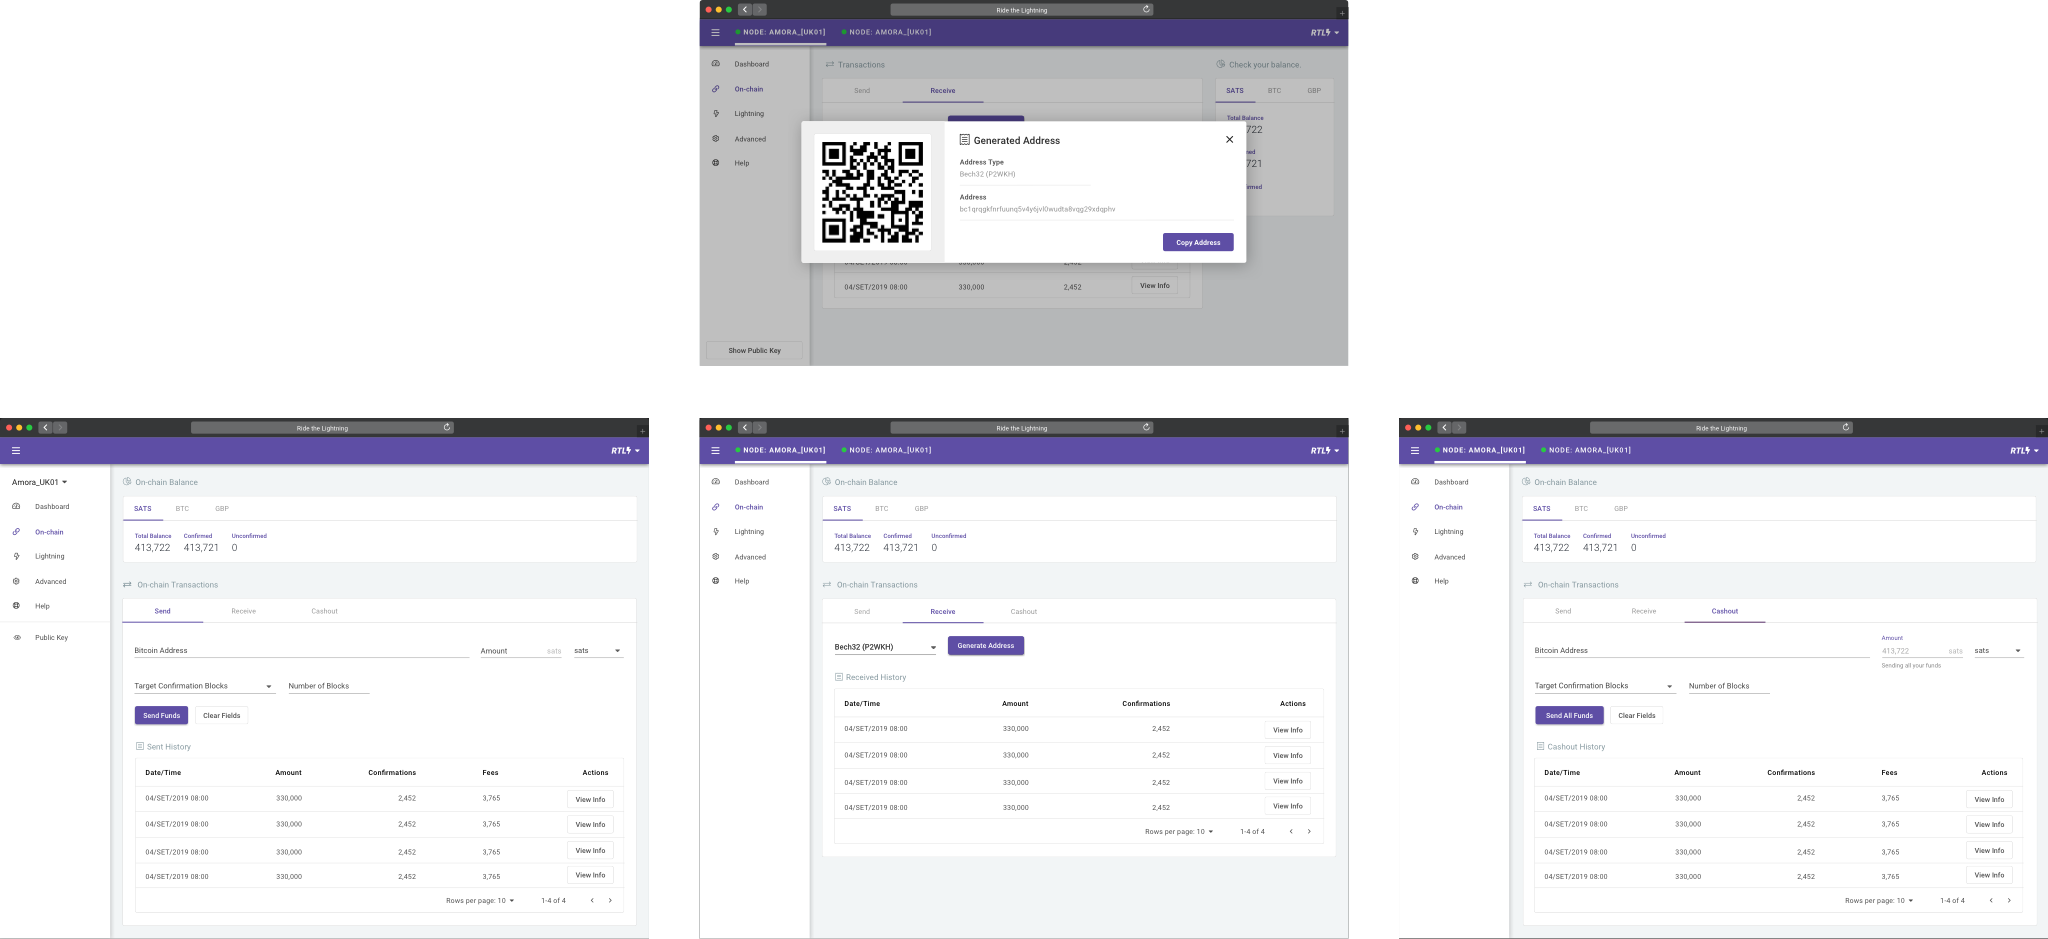 Ride the Lightning
NODE: AMORA_[UK01] NODE: AMORA_[UK01] RTL
Dashboard Transactions Check your balance.
On-chain Send Receive SATS BTC GBP
Lightning Total Balance
722
Advanced
Help
721
Generated Address
Address Type
Bech32 (P2WKH)
Address
bc1qrqgkfnrfuunq5v4y6jvl0wudta8vqg29xdqphv
Copy Address
04/SET/2019 08:00 330,000 2,452 View Info
Show Public Key
Ride the Lightning
RTL
Amora_UK01
Dashboard
On-chain
Lightning
Advanced
Help
Public Key
On-chain Balance
SATS BTC GBP
Total Balance Confirmed Unconfirmed
413,722 413,721 0
On-chain Transactions
Send Receive Cashout
Bitcoin Address Amount sats sats
Target Confirmation Blocks Number of Blocks
Send Funds Clear Fields
Sent History
Date/Time Amount Confirmations Fees Actions
04/SET/2019 08:00 330,000 2,452 3,765 View Info
04/SET/2019 08:00 330,000 2,452 3,765 View Info
04/SET/2019 08:00 330,000 2,452 3,765 View Info
04/SET/2019 08:00 330,000 2,452 3,765 View Info
Rows per page: 10 1-4 of 4
Ride the Lightning
NODE: AMORA_[UK01] NODE: AMORA_[UK01] RTL
Dashboard
On-chain
Lightning
Advanced
Help
On-chain Balance
SATS BTC GBP
Total Balance Confirmed Unconfirmed
413,722 413,721 0
On-chain Transactions
Send Receive Cashout
Bech32 (P2WKH) Generate Address
Received History
Date/Time Amount Confirmations Actions
04/SET/2019 08:00 330,000 2,452 View Info
04/SET/2019 08:00 330,000 2,452 View Info
04/SET/2019 08:00 330,000 2,452 View Info
04/SET/2019 08:00 330,000 2,452 View Info
Rows per page: 10 1-4 of 4
Ride the Lightning
NODE: AMORA_[UK01] NODE: AMORA_[UK01] RTL
Dashboard
On-chain
Lightning
Advanced
Help
On-chain Balance
SATS BTC GBP
Total Balance Confirmed Unconfirmed
413,722 413,721 0
On-chain Transactions
Send Receive Cashout
Amount
Bitcoin Address 413,722 sats sats
Sending all your funds
Target Confirmation Blocks Number of Blocks
Send All Funds Clear Fields
Cashout History
Date/Time Amount Confirmations Fees Actions
04/SET/2019 08:00 330,000 2,452 3,765 View Info
04/SET/2019 08:00 330,000 2,452 3,765 View Info
04/SET/2019 08:00 330,000 2,452 3,765 View Info
04/SET/2019 08:00 330,000 2,452 3,765 View Info
Rows per page: 10 1-4 of 4